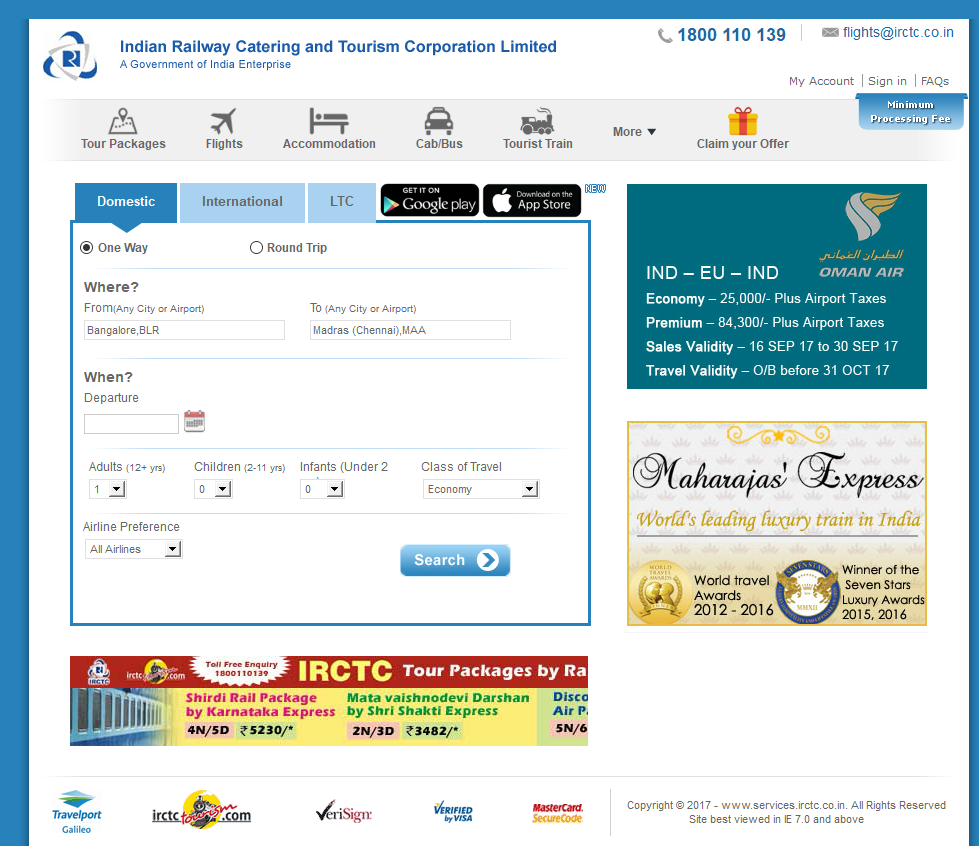 Indian Railway Catering and Tourism Corporation Limited
A Government of India Enterprise
1800 110 139
flights@irctc.co.in
My Account | Sign in | FAQs
Minimum
Processing Fee
Tour Packages
Flights
Accommodation
Cab/Bus
Tourist Train
More
Claim your Offer
Domestic
International
LTC
GET IT ON
Google play
Download on the
App Store
NEW
One Way
Round Trip
Where?
From(Any City or Airport)
To (Any City or Airport)
Bangalore,BLR
Madras (Chennai),MAA
When?
Departure
Adults (12+ yrs)
Children (2-11 yrs)
Infants (Under 2
Class of Travel
1
0
0
Economy
Airline Preference
All Airlines
Search
الطيران العماني
OMAN AIR
IND – EU – IND
Economy – 25,000/- Plus Airport Taxes
Premium – 84,300/- Plus Airport Taxes
Sales Validity – 16 SEP 17 to 30 SEP 17
Travel Validity – O/B before 31 OCT 17
Maharajas' Express
World's leading luxury train in India
WORLD
TRAVEL
AWARDS
World travel
Awards
2012 - 2016
SEVEN STARS
MMXII
Winner of the
Seven Stars
Luxury Awards
2015, 2016
IRCTC
irctc tourism.com
Toll Free Enquiry
1800110139
IRCTC Tour Packages by Ra
Shirdi Rail Package
by Karnataka Express
4N/5D ₹5230/*
Mata vaishnodevi Darshan
by Shri Shakti Express
2N/3D ₹3482/*
Disco
Air P
5N/6
Travelport
Galileo
irctc tourism.com
VeriSign
VERIFIED
by VISA
MasterCard.
SecureCode
Copyright © 2017 - www.services.irctc.co.in. All Rights Reserved
Site best viewed in IE 7.0 and above